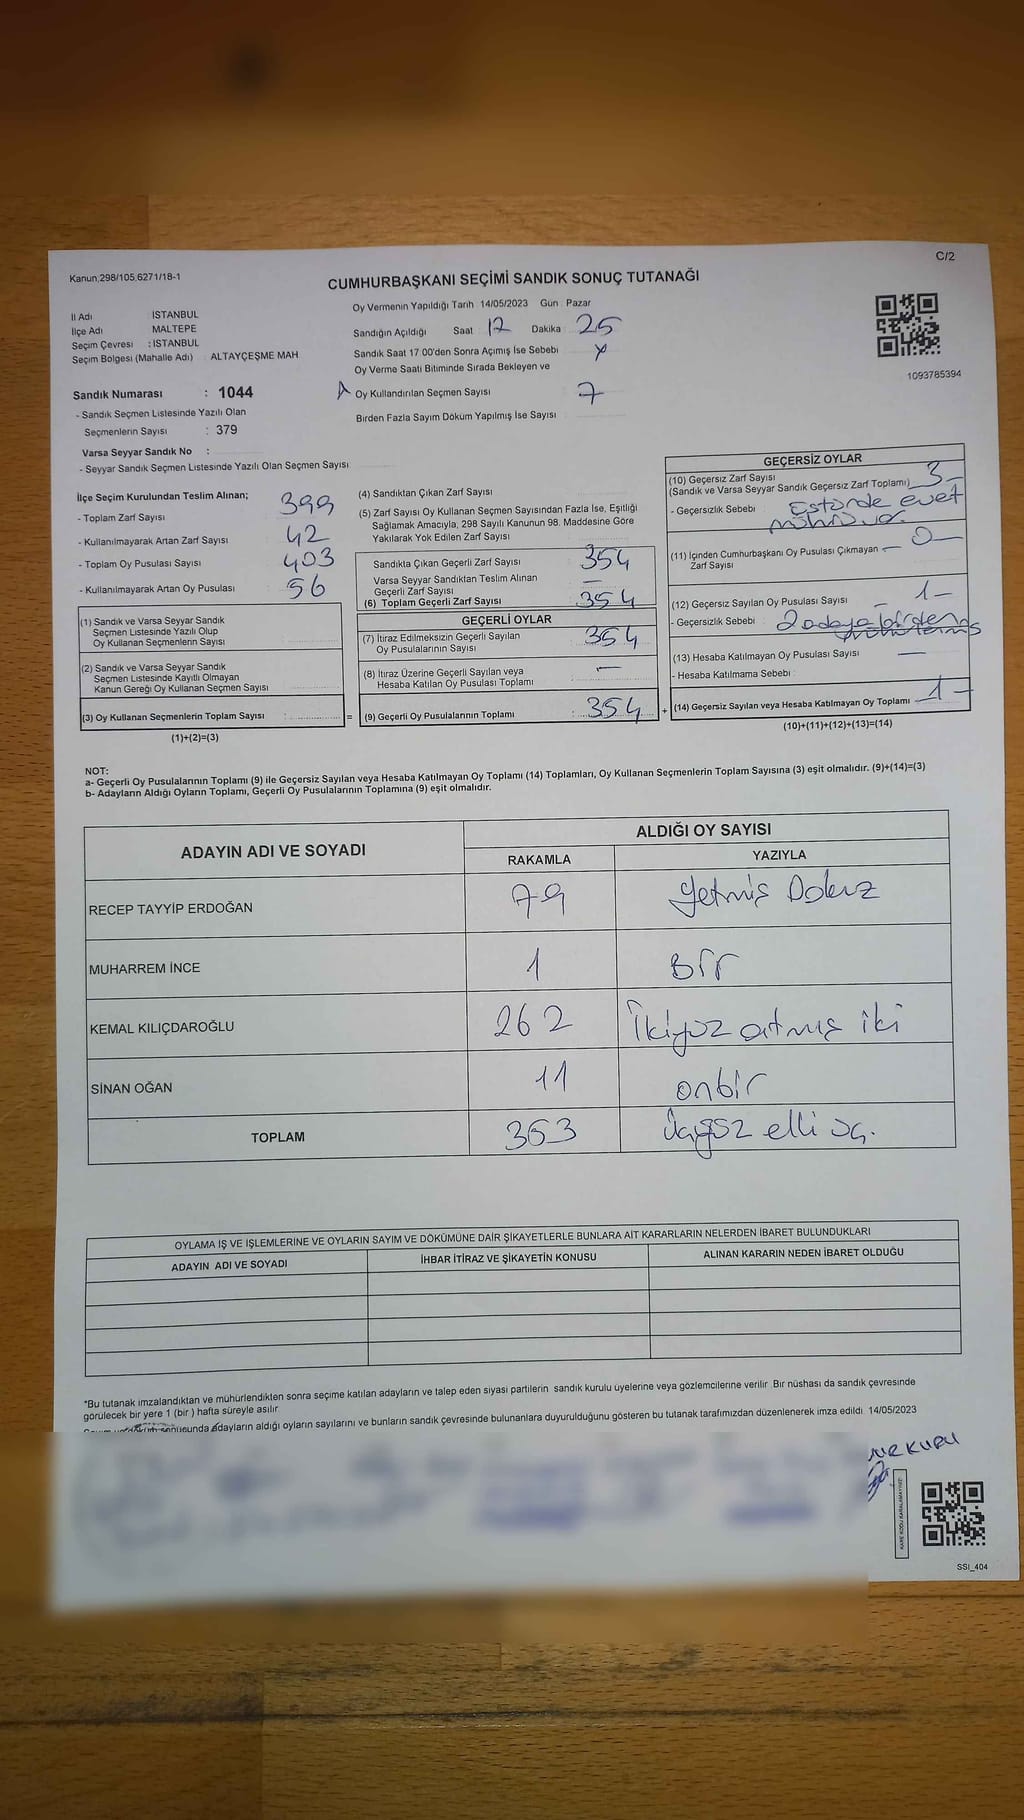 C/2
Kanun 298/105,6271/18-1
CUMHURBAŞKANI SEÇİMİ SANDIK SONUÇ TUTANAĞI
İl Adı : İSTANBUL
İlçe Adı : MALTEPE
Seçim Çevresi : İSTANBUL
Seçim Bölgesi (Mahalle Adı) : ALTAYÇEŞME MAH
Sandık Numarası : 1044
- Sandık Seçmen Listesinde Yazılı Olan
Seçmenlerin Sayısı : 379
Varsa Seyyar Sandık No :
- Seyyar Sandık Seçmen Listesinde Yazılı Olan Seçmen Sayısı
Oy Vermenin Yapıldığı Tarih 14/05/2023 Gün Pazar
Sandığın Açıldığı Saat 17 Dakika 25
Sandık Saat 17 00'den Sonra Açımış İse Sebebi
Oy Verme Saati Bitiminde Sırada Bekleyen ve
Oy Kullandırılan Seçmen Sayısı 7
Birden Fazla Sayım Döküm Yapılmış İse Sayısı
1093785394
İlçe Seçim Kurulundan Teslim Alınan;
- Toplam Zarf Sayısı 399
- Kullanılmayarak Artan Zarf Sayısı 42
- Toplam Oy Pusulası Sayısı 403
- Kullanılmayarak Artan Oy Pusulası 56
(1) Sandık ve Varsa Seyyar Sandık
Seçmen Listesinde Yazılı Olup
Oy Kullanan Seçmenlerin Sayısı
(2) Sandık ve Varsa Seyyar Sandık
Seçmen Listesinde Kayıtlı Olmayan
Kanun Gereği Oy Kullanan Seçmen Sayısı
(3) Oy Kullanan Seçmenlerin Toplam Sayısı :
(1)+(2)=(3)
(4) Sandıktan Çıkan Zarf Sayısı
(5) Zarf Sayısı Oy Kullanan Seçmen Sayısından Fazla İse, Eşitliği
Sağlamak Amacıyla; 298 Sayılı Kanunun 98. Maddesine Göre
Yakılarak Yok Edilen Zarf Sayısı
Sandıkta Çıkan Geçerli Zarf Sayısı 354
Varsa Seyyar Sandıktan Teslim Alınan
Geçerli Zarf Sayısı —
(6) Toplam Geçerli Zarf Sayısı 354
GEÇERLİ OYLAR
(7) İtiraz Edilmeksizin Geçerli Sayılan
Oy Pusulalarının Sayısı 354
(8) İtiraz Üzerine Geçerli Sayılan veya
Hesaba Katılan Oy Pusulası Toplamı —
= (9) Geçerli Oy Pusulalarının Toplamı : 354 +
GEÇERSİZ OYLAR
(10) Geçersiz Zarf Sayısı
(Sandık ve Varsa Seyyar Sandık Geçersiz Zarf Toplamı) 3-
- Geçersizlik Sebebi : Üstünde evet
mührü var.
(11) İçinden Cumhurbaşkanı Oy Pusulası Çıkmayan — 0—
Zarf Sayısı
(12) Geçersiz Sayılan Oy Pusulası Sayısı — 1-
- Geçersizlik Sebebi : 2 adaya birden
(13) Hesaba Katılmayan Oy Pusulası Sayısı —
- Hesaba Katılmama Sebebi :
(14) Geçersiz Sayılan veya Hesaba Katılmayan Oy Toplamı 1-
(10)+(11)+(12)+(13)=(14)
NOT:
a- Geçerli Oy Pusulalarının Toplamı (9) ile Geçersiz Sayılan veya Hesaba Katılmayan Oy Toplamı (14) Toplamları, Oy Kullanan Seçmenlerin Toplam Sayısına (3) eşit olmalıdır. (9)+(14)=(3)
b- Adayların Aldığı Oyların Toplamı, Geçerli Oy Pusulalarının Toplamına (9) eşit olmalıdır.
ADAYIN ADI VE SOYADI ALDIĞI OY SAYISI
RAKAMLA YAZIYLA
RECEP TAYYİP ERDOĞAN 79 Yetmiş Dokuz
MUHARREM İNCE 1 Bir
KEMAL KILIÇDAROĞLU 262 İkiyüz atmış iki
SİNAN OĞAN 11 onbir
TOPLAM 353 Üçyüz elli üç.
OYLAMA İŞ VE İŞLEMLERİNE VE OYLARIN SAYIM VE DÖKÜMÜNE DAİR ŞİKAYETLERLE BUNLARA AİT KARARLARIN NELERDEN İBARET BULUNDUKLARI
ADAYIN ADI VE SOYADI İHBAR İTİRAZ VE ŞİKAYETİN KONUSU ALINAN KARARIN NEDEN İBARET OLDUĞU
*Bu tutanak imzalandıktan ve mühürlendikten sonra seçime katılan adayların ve talep eden siyasi partilerin sandık kurulu üyelerine veya gözlemcilerine verilir. Bir nüshası da sandık çevresinde
görülecek bir yere 1 (bir ) hafta süreyle asılır
sonucunda adayların aldığı oyların sayılarını ve bunların sandık çevresinde bulunanlara duyurulduğunu gösteren bu tutanak tarafımızdan düzenlenerek imza edildi. 14/05/2023
KARE KODU KARALAMAYINIZ!
SSİ_404